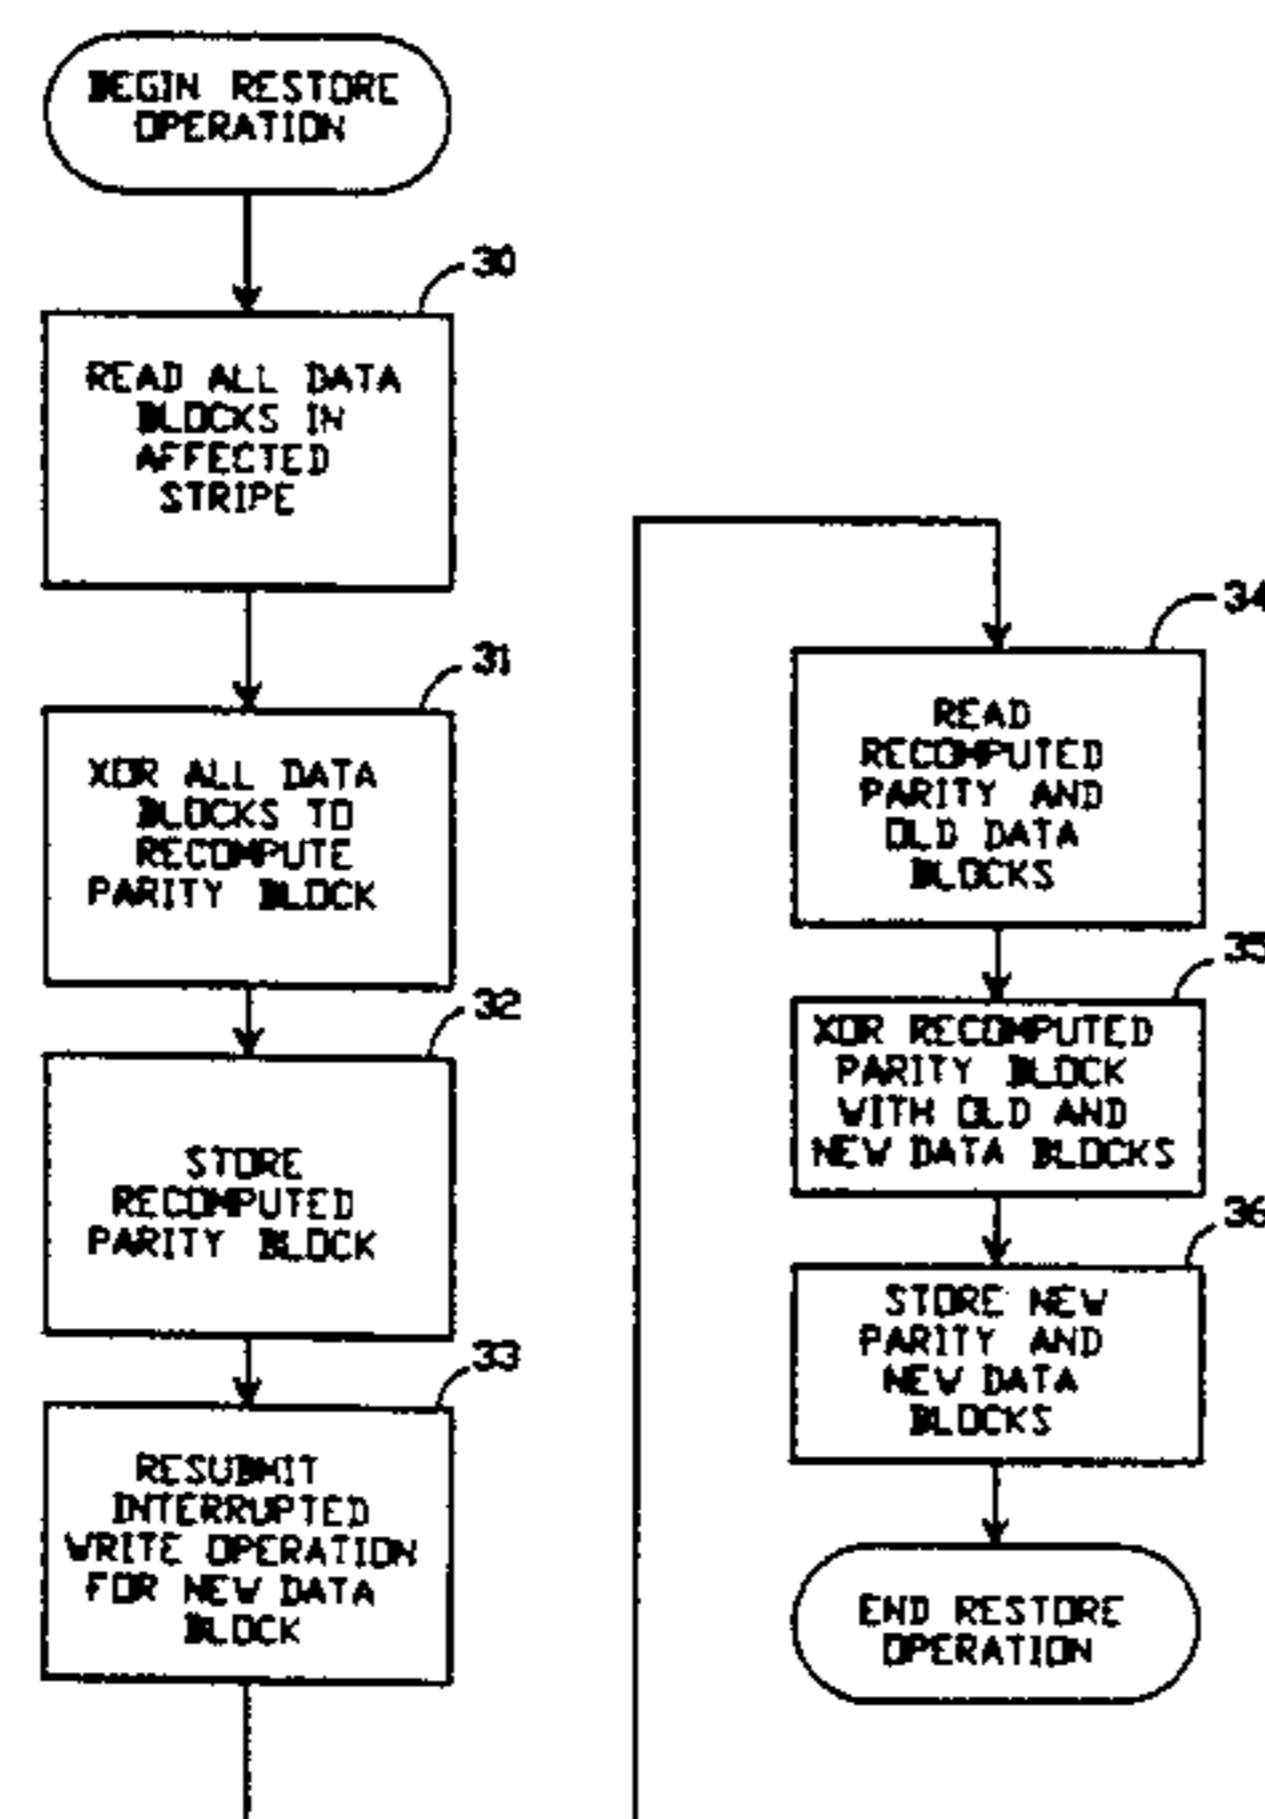 BEGIN RESTORE
OPERATION
30
READ ALL DATA
BLOCKS IN
AFFECTED
STRIPE
31
XOR ALL DATA
BLOCKS TO
RECOMPUTE
PARITY BLOCK
32
STORE
RECOMPUTED
PARITY BLOCK
33
RESUBMIT
INTERRUPTED
WRITE OPERATION
FOR NEW DATA
BLOCK
34
READ
RECOMPUTED
PARITY AND
OLD DATA
BLOCKS
35
XOR RECOMPUTED
PARITY BLOCK
WITH OLD AND
NEW DATA BLOCKS
36
STORE NEW
PARITY AND
NEW DATA
BLOCKS
END RESTORE
OPERATION